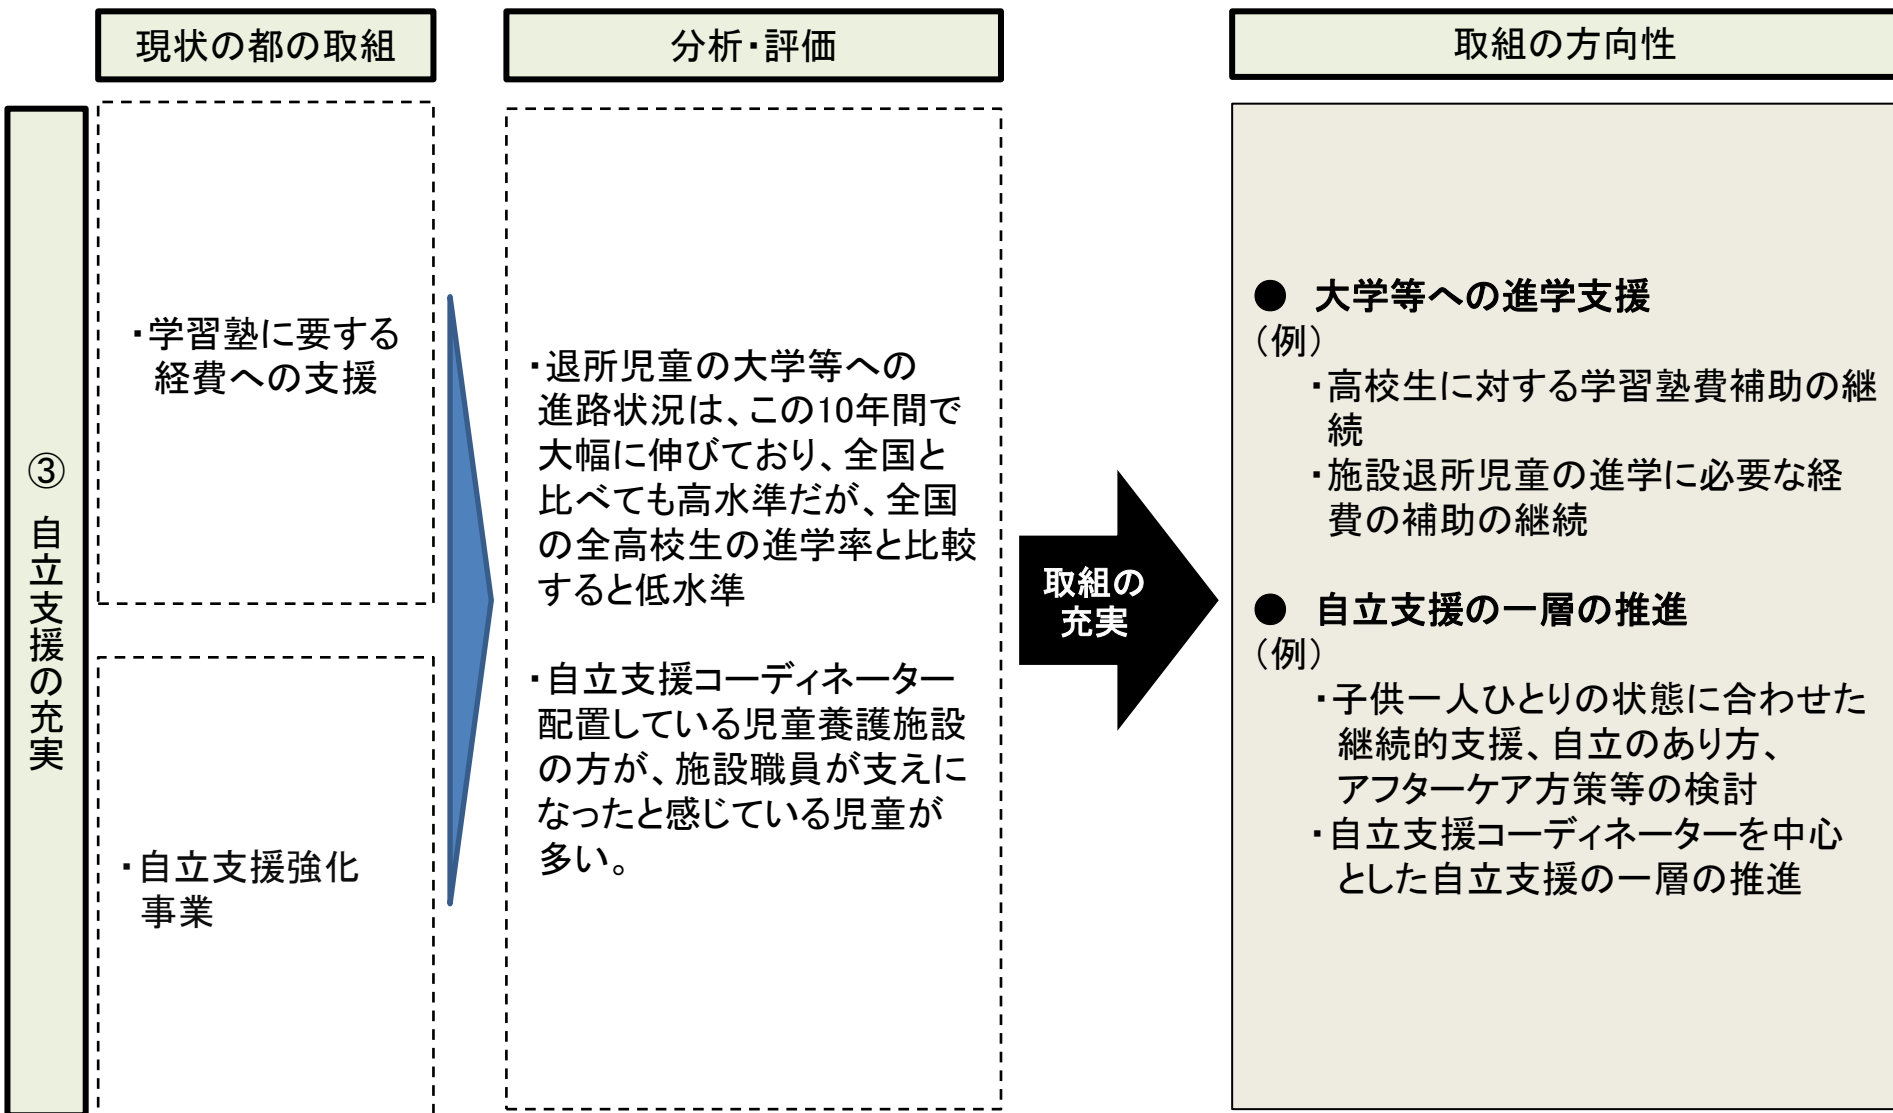 現状の都の取組
分析・評価
取組の方向性
③ 自立支援の充実
・学習塾に要する
経費への支援
・自立支援強化
事業
・退所児童の大学等への
進路状況は、この10年間で
大幅に伸びており、全国と
比べても高水準だが、全国
の全高校生の進学率と比較
すると低水準
・自立支援コーディネーター
配置している児童養護施設
の方が、施設職員が支えに
なったと感じている児童が
多い。
取組の
充実
● 大学等への進学支援
（例）
・高校生に対する学習塾費補助の継
続
・施設退所児童の進学に必要な経
費の補助の継続
● 自立支援の一層の推進
（例）
・子供一人ひとりの状態に合わせた
継続的支援、自立のあり方、
アフターケア方策等の検討
・自立支援コーディネーターを中心
とした自立支援の一層の推進